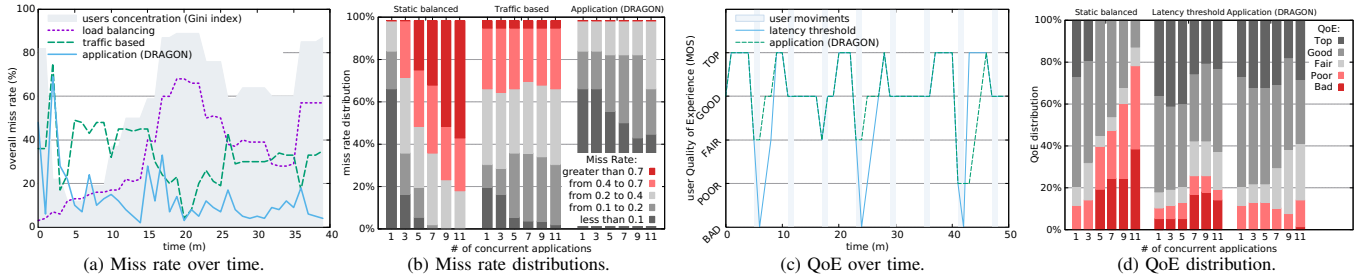 users concentration (Gini index)
load balancing
traffic based
application (DRAGON)
overall miss rate (%)
100
80
60
40
20
0
0 5 10 15 20 25 30 35 40
time (m)
(a) Miss rate over time.
Static balanced Traffic based Application (DRAGON)
miss rate distribution
100%
80%
60%
40%
20%
Miss Rate:
greater than 0.7
from 0.4 to 0.7
from 0.2 to 0.4
from 0.1 to 0.2
less than 0.1
1 3 5 7 9 11 1 3 5 7 9 11 1 3 5 7 9 11
# of concurrent applications
(b) Miss rate distributions.
user moviments
latency threshold
application (DRAGON)
user Quality of Experience (MOS)
TOP
GOOD
FAIR
POOR
BAD
0 10 20 30 40 50
time (m)
(c) QoE over time.
Static balanced Latency threshold Application (DRAGON)
QoE distribution
100%
80%
60%
40%
20%
0%
QoE:
Top
Good
Fair
Poor
Bad
1 3 5 7 9 11 1 3 5 7 9 11 1 3 5 7 9 11
# of concurrent applications
(d) QoE distribution.